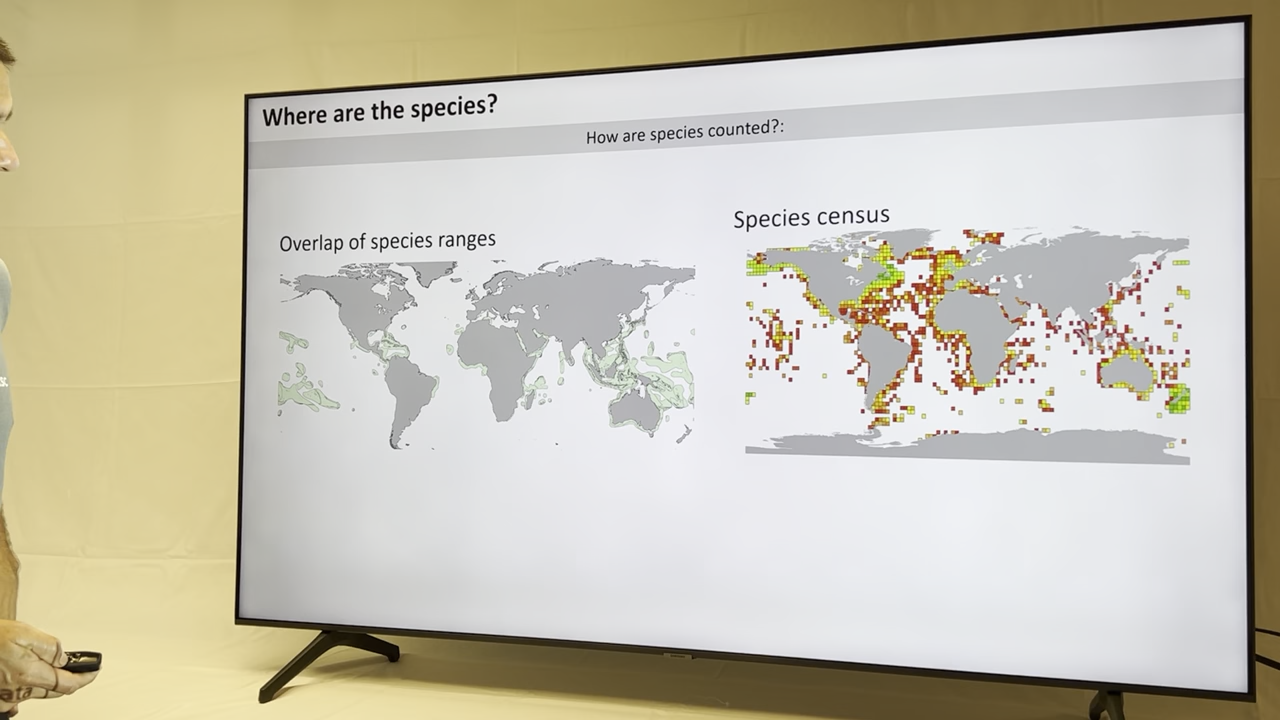 Where are the species?
How are species counted?:
Overlap of species ranges
Species census